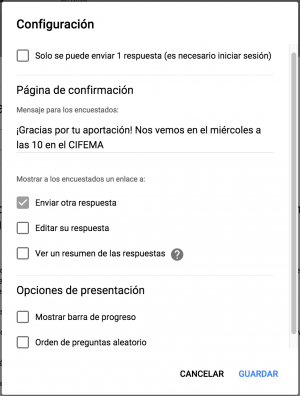 Configuración
Solo se puede enviar 1 respuesta (es necesario iniciar sesión)
Página de confirmación
Mensaje para los encuestados:
¡Gracias por tu aportación! Nos vemos en el miércoles a
las 10 en el CIFEMA
Mostrar a los encuestados un enlace a:
Enviar otra respuesta
Editar su respuesta
Ver un resumen de las respuestas ?
Opciones de presentación
Mostrar barra de progreso
Orden de preguntas aleatorio
CANCELAR GUARDAR